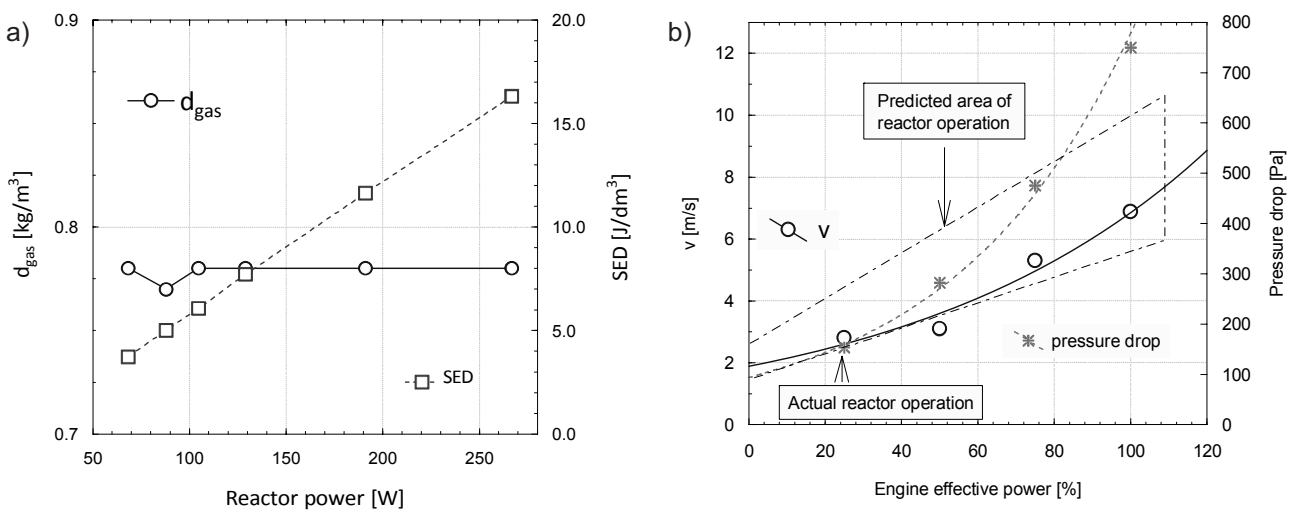 a)
0.9
0.8
0.7
d_gas [kg/m³]
20.0
15.0
10.0
5.0
0.0
SED [J/dm³]
d_gas
SED
50 100 150 200 250
Reactor power [W]
b)
12
10
8
6
4
2
0
v [m/s]
800
700
600
500
400
300
200
100
0
Pressure drop [Pa]
Predicted area of
reactor operation
v
pressure drop
Actual reactor operation
0 20 40 60 80 100 120
Engine effective power [%]